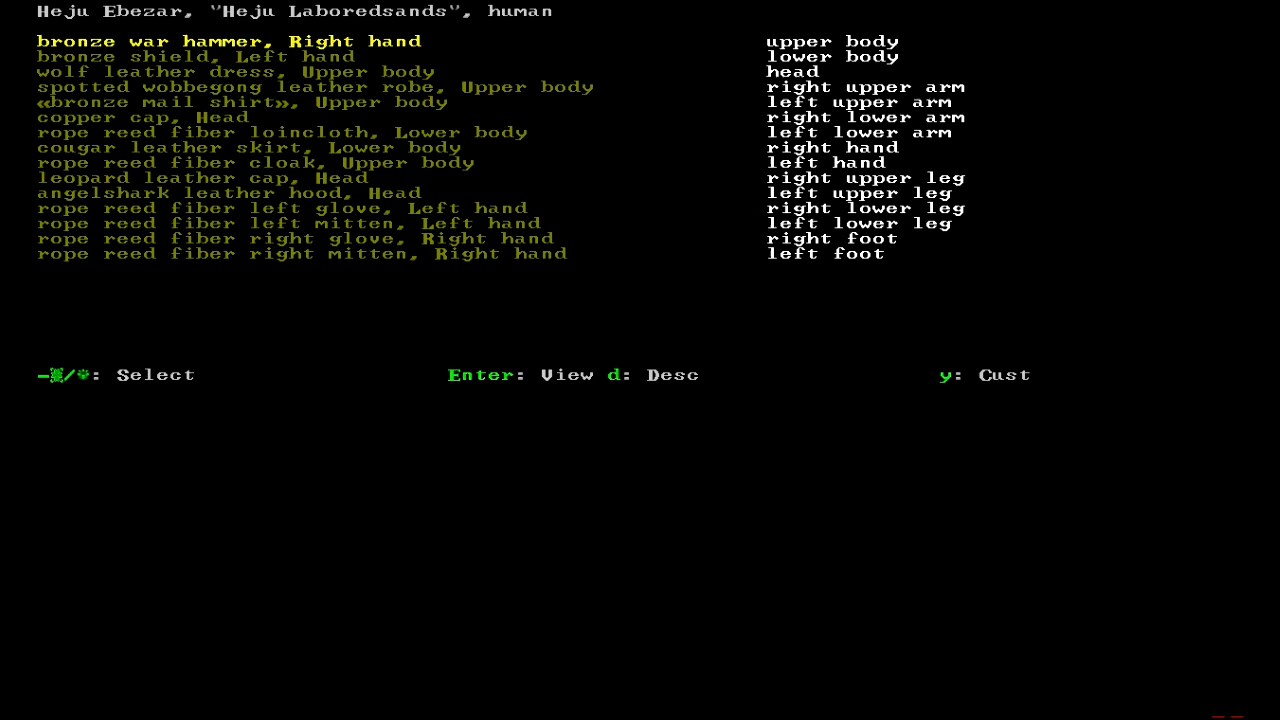 Heju Ebezar, "Heju Laboredsands", human
bronze war hammer, Right hand
bronze shield, Left hand
wolf leather dress, Upper body
spotted wobbegong leather robe, Upper body
«bronze mail shirt», Upper body
copper cap, Head
rope reed fiber loincloth, Lower body
cougar leather skirt, Lower body
rope reed fiber cloak, Upper body
leopard leather cap, Head
angelshark leather hood, Head
rope reed fiber left glove, Left hand
rope reed fiber left mitten, Left hand
rope reed fiber right glove, Right hand
rope reed fiber right mitten, Right hand
upper body
lower body
head
right upper arm
left upper arm
right lower arm
left lower arm
right hand
left hand
right upper leg
left upper leg
right lower leg
left lower leg
right foot
left foot
-▓/☼: Select Enter: View d: Desc y: Cust